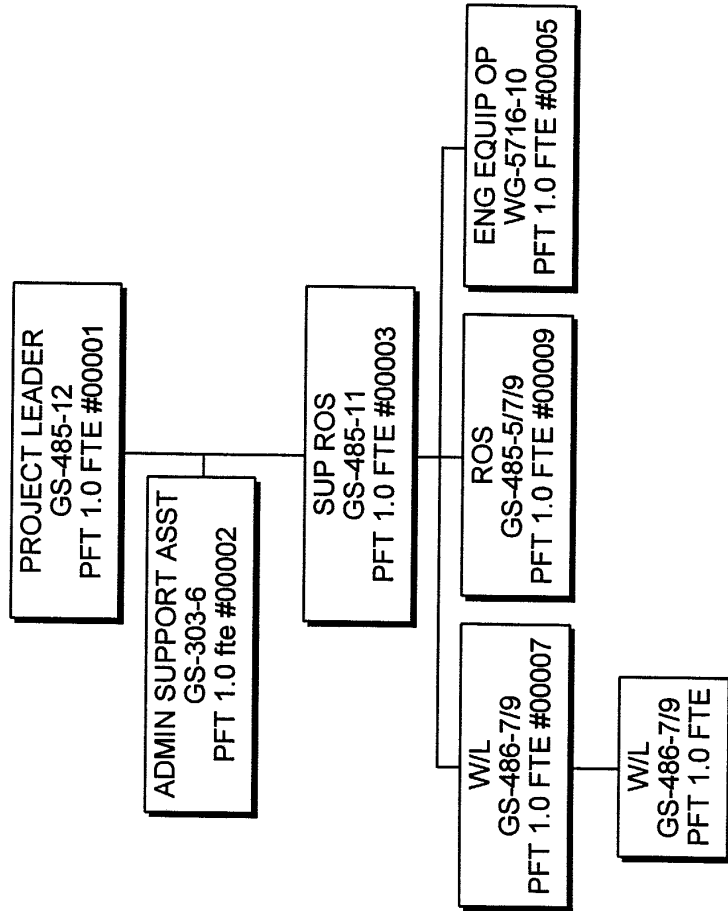 PROJECT LEADER
GS-485-12
PFT 1.0 FTE #00001
ADMIN SUPPORT ASST
GS-303-6
PFT 1.0 fte #00002
SUP ROS
GS-485-11
PFT 1.0 FTE #00003
W/L
GS-486-7/9
PFT 1.0 FTE #00007
ROS
GS-485-5/7/9
PFT 1.0 FTE #00009
ENG EQUIP OP
WG-5716-10
PFT 1.0 FTE #00005
W/L
GS-486-7/9
PFT 1.0 FTE